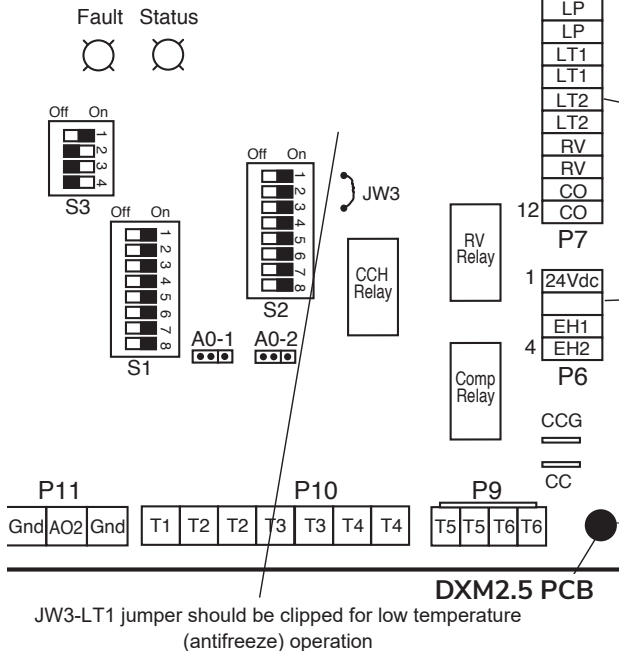 Fault Status
LP
LP
LT1
LT1
LT2
LT2
RV
RV
CO
12 CO
P7
Off On
1
2
3
4
S3
Off On
1
2
3
4
5
6
7
8
S2
JW3
Off On
1
2
3
4
5
6
7
8
S1
CCH
Relay
RV
Relay
1 24Vdc
EH1
4 EH2
P6
A0-1 A0-2
Comp
Relay
CCG
CC
P11 P10 P9
Gnd AO2 Gnd T1 T2 T2 T3 T3 T4 T4 T5 T5 T6 T6
DXM2.5 PCB
JW3-LT1 jumper should be clipped for low temperature
(antifreeze) operation